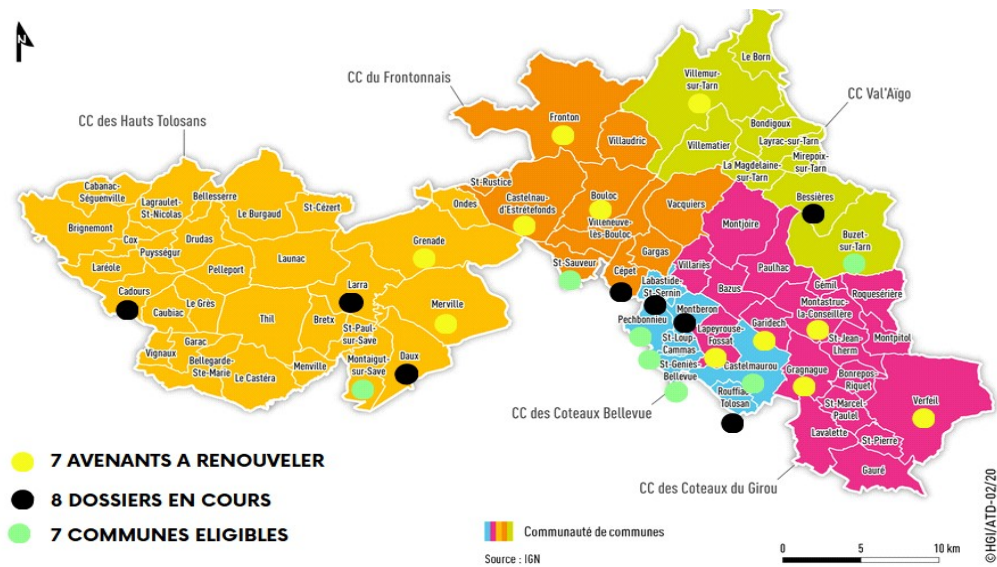 Le Born
Villemur-
sur-Tarn
CC du Frontonnais
CC Val'Aïgo
CC des Hauts Tolosans
Fronton
Bondigoux
Villaudric
Villematier
Layrac-sur-Tarn
Mirepoix-
sur-Tarn
La Magdelaine-
sur-Tarn
St-Rustice
Cabanac-
Séguenville
Bellesserre
Lagraulet-
St-Nicolas
Ondes
Castelnau-
d'Estrétefonds
Bouloc
Bessières
St-Cézert
Le Burgaud
Vacquiers
Brignemont
Villeneuve-
lès-Bouloc
Montjoire
Cox
Drudas
Grenade
Buzet-
sur-Tarn
Puysségur
Launac
Gargas
St-Sauveur
Laréole
Pelleport
Cépet
Villariès
Paulhac
Labastide-
St-Sernin
Gémil
Cadours
Larra
Bazus
Roquesérière
Le Grès
Merville
Montastruc-
la-Conseillère
Caubiac
Montberon
Thil
Bretx
Pechbonnieu
Lapeyrouse-
Fossat
Garidech
St-Paul-
sur-Save
St-Loup-
Cammas
St-Jean-
Lherm
Montpitol
Garac
Vignaux
Daux
Bellegarde-
Ste-Marie
Menville
Montaigut-
sur-Save
St-Geniès-
Bellevue
Castelmaurou
Gragnague
Bonrepos-
Riquet
Le Castéra
Rouffiac-
Tolosan
St-Marcel-
Paulel
Verfeil
CC des Coteaux Bellevue
Lavalette
St-Pierre
7 AVENANTS A RENOUVELER
Gauré
CC des Coteaux du Girou
8 DOSSIERS EN COURS
7 COMMUNES ELIGIBLES
Communauté de communes
Source : IGN
0 5 10 km
©HGI/ATD-02/20